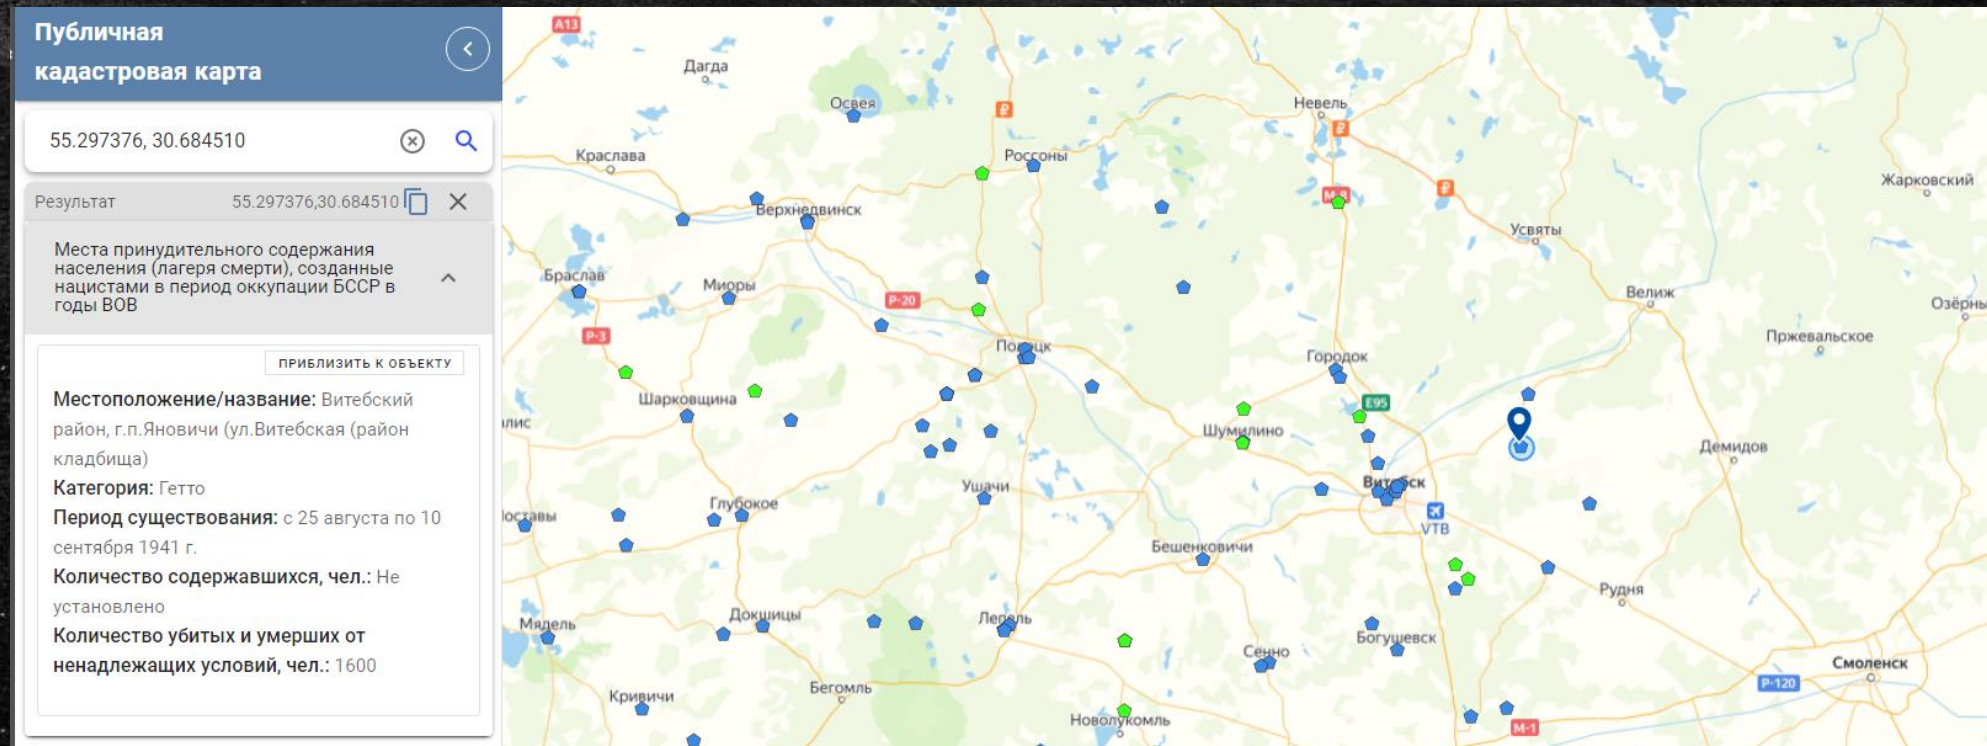 Публичная
кадастровая карта
55.297376, 30.684510
Результат 55.297376,30.684510
Места принудительного содержания
населения (лагеря смерти), созданные
нацистами в период оккупации БССР в
годы ВОВ
ПРИБЛИЗИТЬ К ОБЪЕКТУ
Местоположение/название: Витебский
район, г.п.Яновичи (ул.Витебская (район
кладбища)
Категория: Гетто
Период существования: с 25 августа по 10
сентября 1941 г.
Количество содержавшихся, чел.: Не
установлено
Количество убитых и умерших от
ненадлежащих условий, чел.: 1600
A13
Дагда
Освея
Невель
Краслава
Россоны
Жарковский
М-8
Верхнедвинск
Усвяты
Браслав
Миоры
Р-20
Велиж
Озёрны
Р-3
Полоцк
Городок
Пржевальское
Шарковщина
E95
лис
Шумилино
Демидов
Витебск
Ушачи
Глубокое
оставы
VTB
Бешенковичи
Рудня
Мядель
Докшицы
Лепель
Богушевск
Сенно
Смоленск
Р-120
Кривичи
Бегомль
Новолукомль
М-1